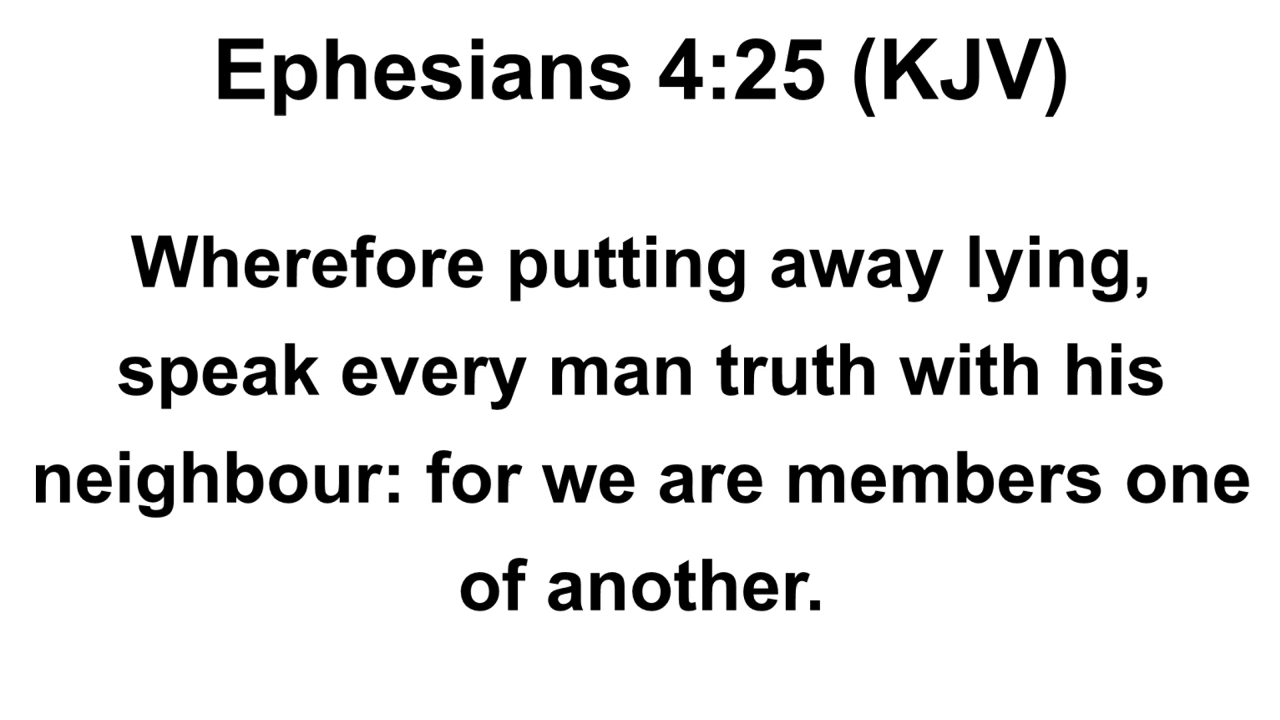 Ephesians 4:25 (KJV)
Wherefore putting away lying,
speak every man truth with his
neighbour: for we are members one
of another.